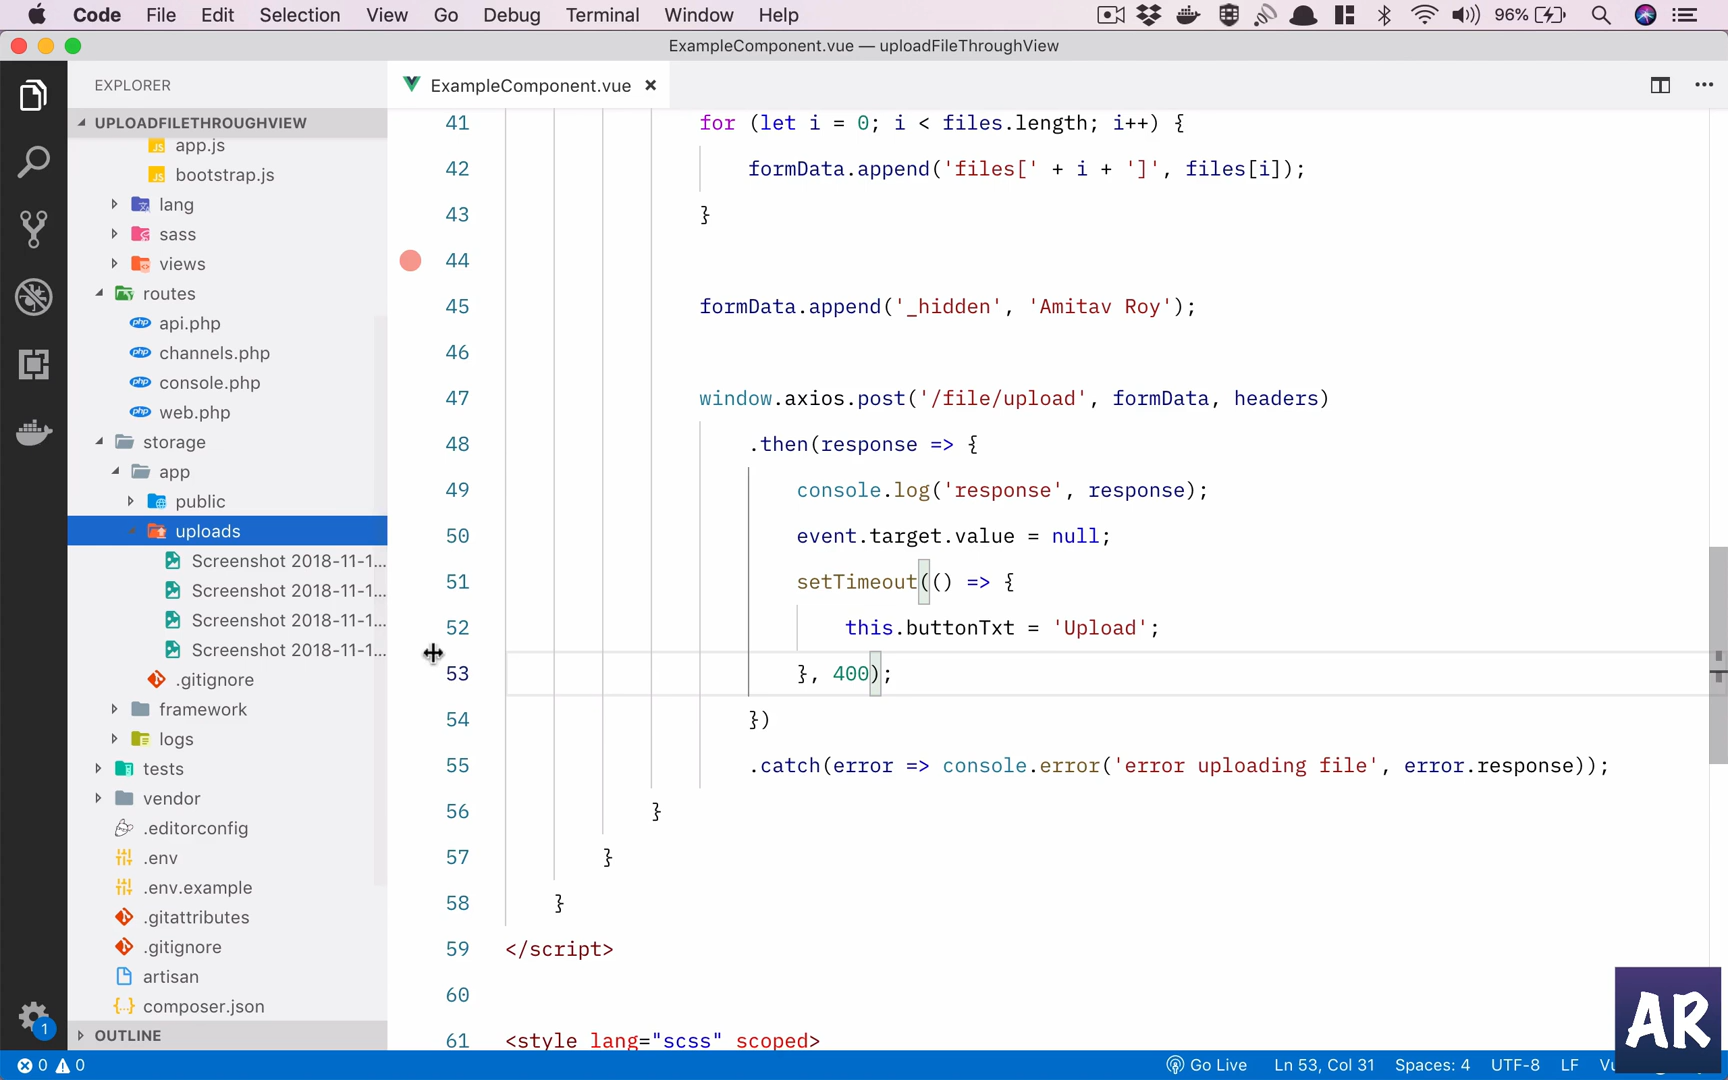 Code File Edit Selection View Go Debug Terminal Window Help 96%
ExampleComponent.vue — uploadFileThroughView
EXPLORER
ExampleComponent.vue
UPLOADFILETHROUGHVIEW
app.js
bootstrap.js
lang
sass
views
routes
api.php
channels.php
console.php
web.php
storage
app
public
uploads
Screenshot 2018-11-1...
Screenshot 2018-11-1...
Screenshot 2018-11-1...
Screenshot 2018-11-1...
.gitignore
framework
logs
tests
vendor
.editorconfig
.env
.env.example
.gitattributes
.gitignore
artisan
composer.json
OUTLINE
41 for (let i = 0; i < files.length; i++) {
42 formData.append('files[' + i + ']', files[i]);
43 }
44
45 formData.append('_hidden', 'Amitav Roy');
46
47 window.axios.post('/file/upload', formData, headers)
48 .then(response => {
49 console.log('response', response);
50 event.target.value = null;
51 setTimeout(() => {
52 this.buttonTxt = 'Upload';
53 }, 400);
54 })
55 .catch(error => console.error('error uploading file', error.response));
56 }
57 }
58 }
59 </script>
60
61 <style lang="scss" scoped>
1
0 0
Go Live Ln 53, Col 31 Spaces: 4 UTF-8 LF
AR